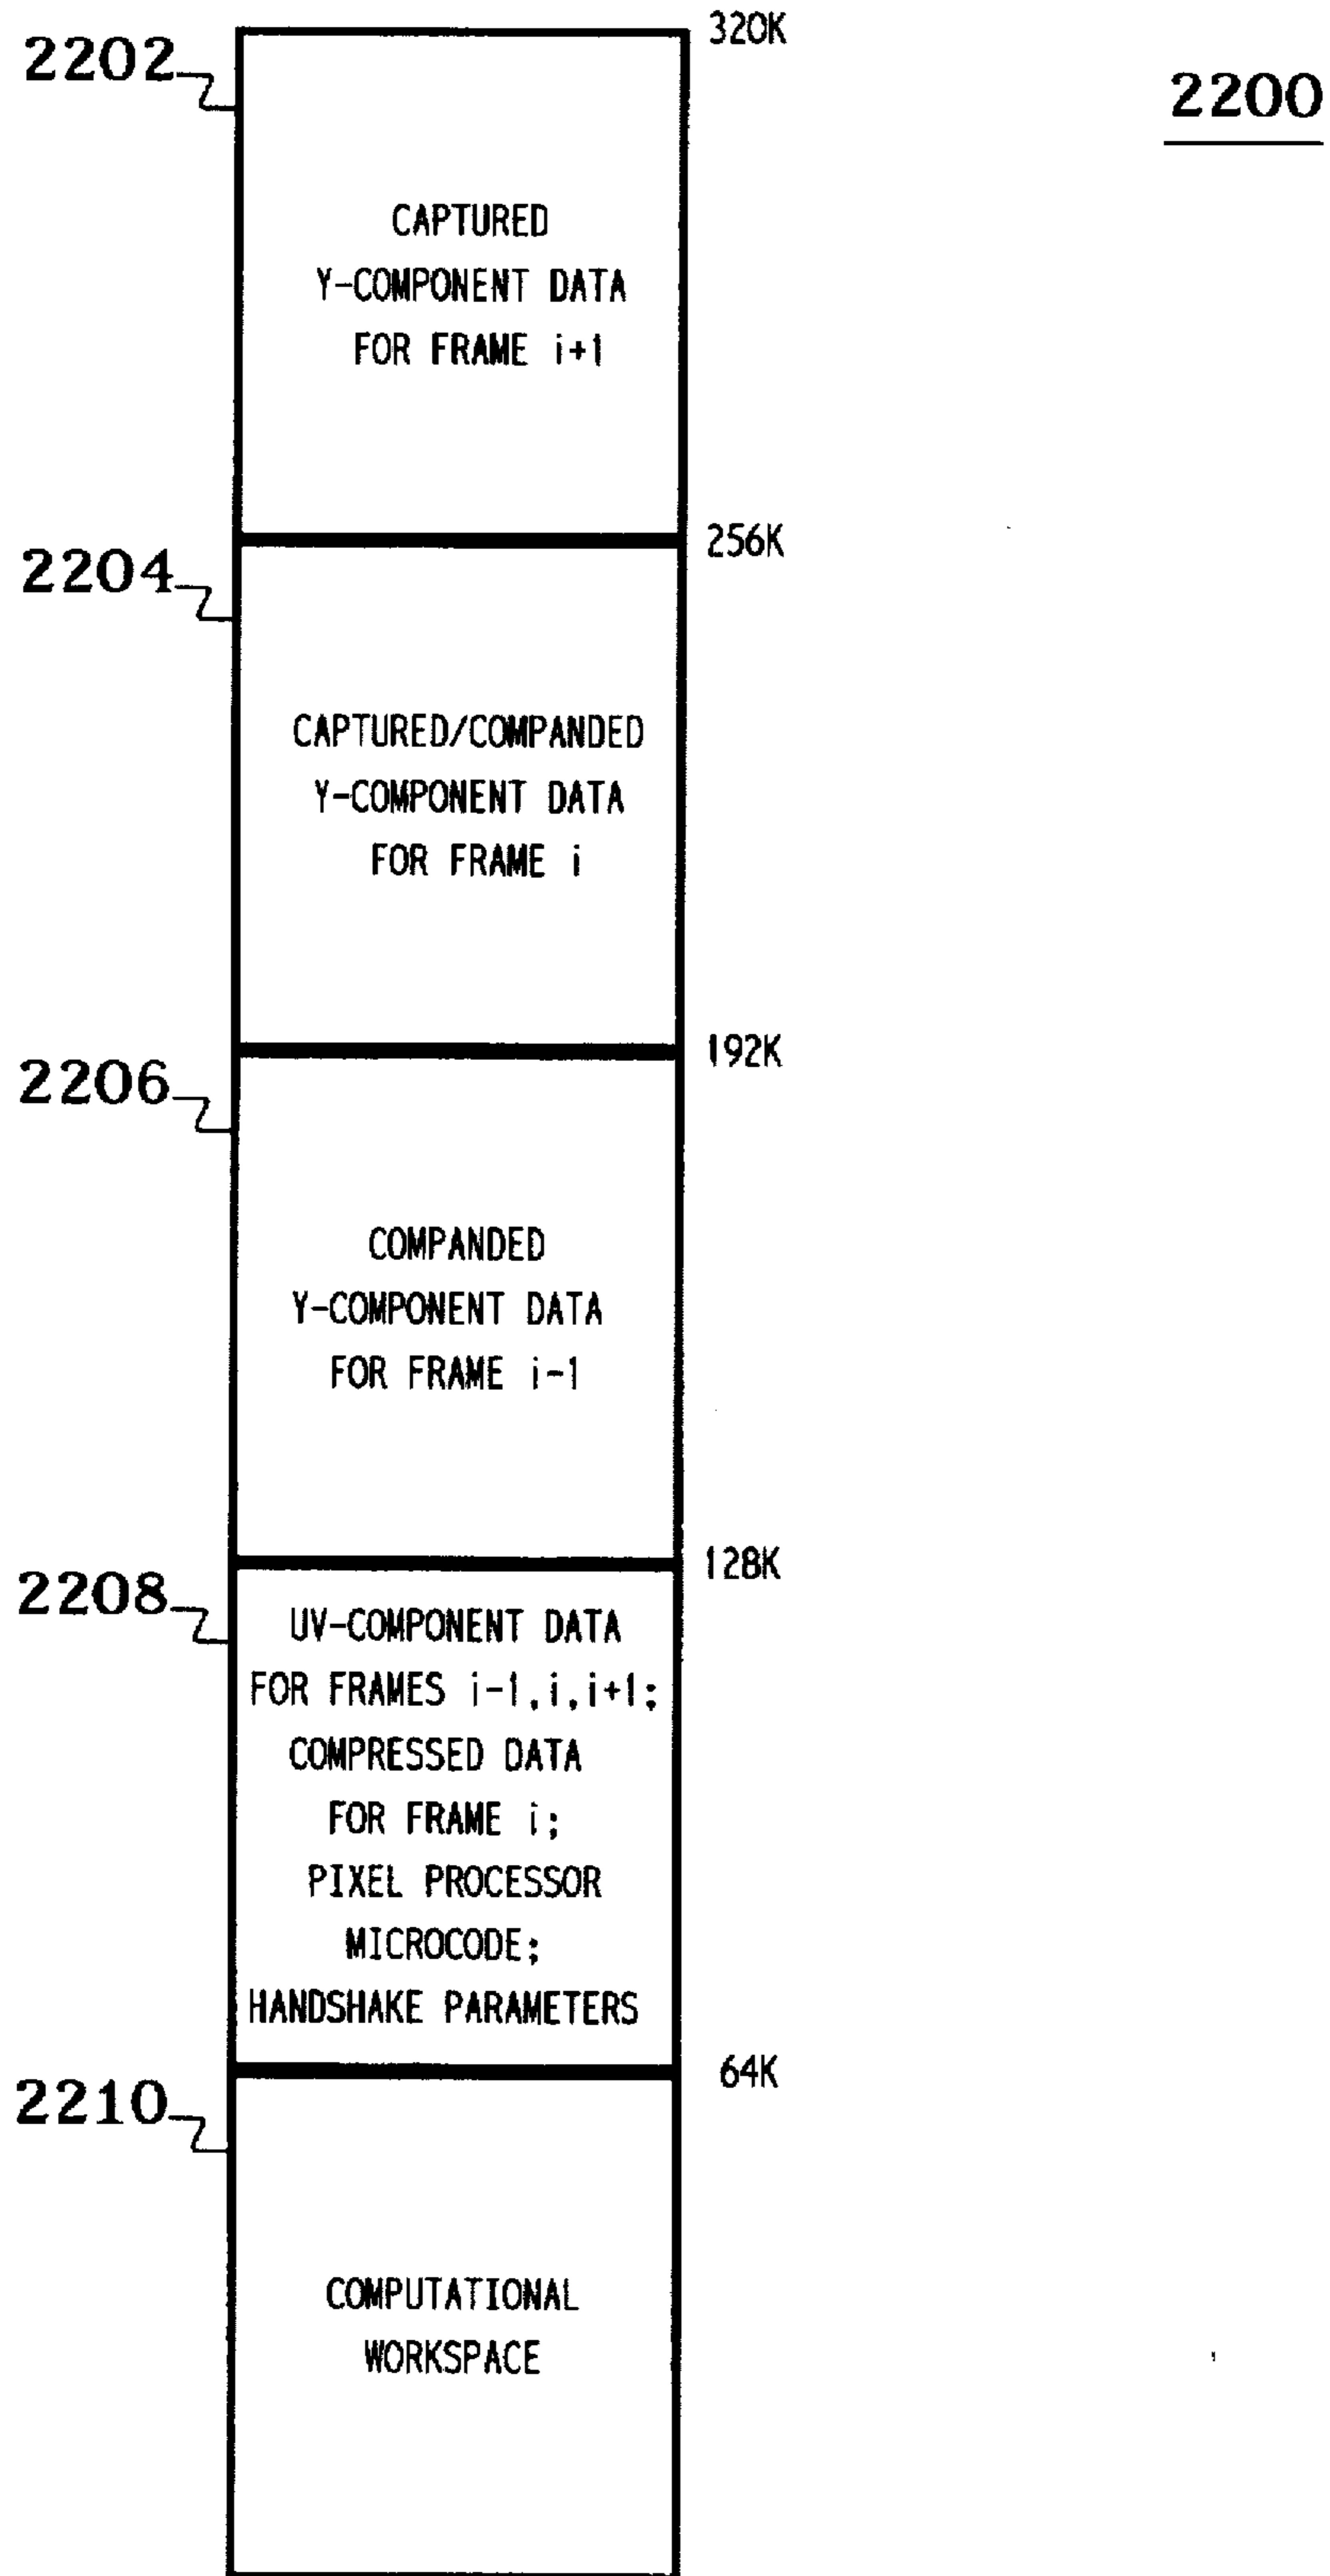 320K
2202
2200
CAPTURED
Y-COMPONENT DATA
FOR FRAME i+1
256K
2204
CAPTURED/COMPANDED
Y-COMPONENT DATA
FOR FRAME i
192K
2206
COMPANDED
Y-COMPONENT DATA
FOR FRAME i-1
128K
2208
UV-COMPONENT DATA
FOR FRAMES i-1,i,i+1;
COMPRESSED DATA
FOR FRAME i;
PIXEL PROCESSOR
MICROCODE;
HANDSHAKE PARAMETERS
64K
2210
COMPUTATIONAL
WORKSPACE